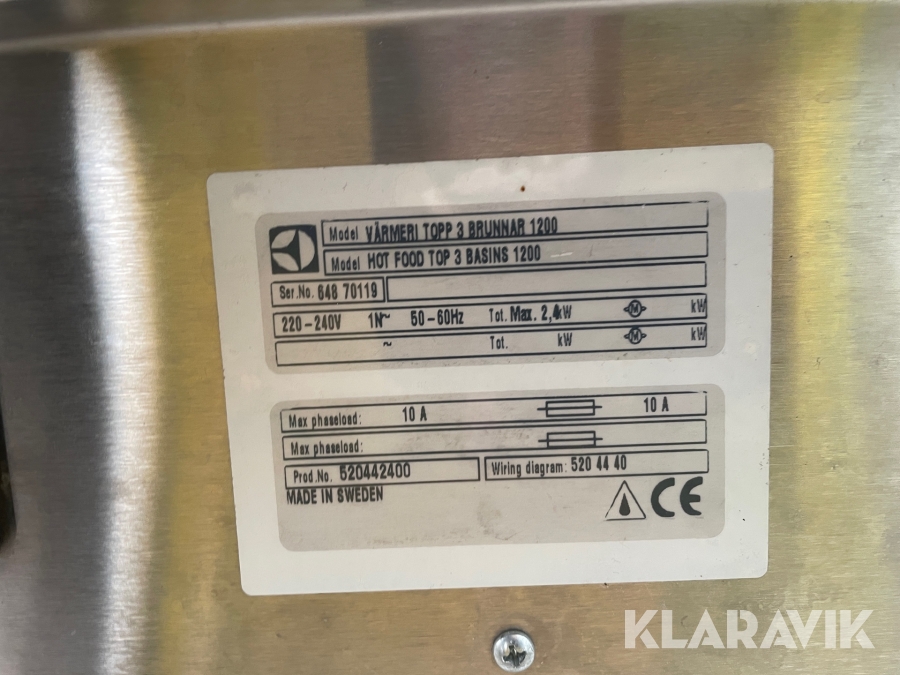 Model VÄRMERI TOPP 3 BRUNNAR 1200
Model HOT FOOD TOP 3 BASINS 1200
Ser.No. 648 70119
220-240V 1N~ 50-60Hz Tot. Max. 2,4kW M kW
~ Tot. kW M kW
Max phaseload: 10 A 10 A
Max phaseload:
Prod.No. 520442400 Wiring diagram: 520 44 40
MADE IN SWEDEN
CE
KLARAVIK